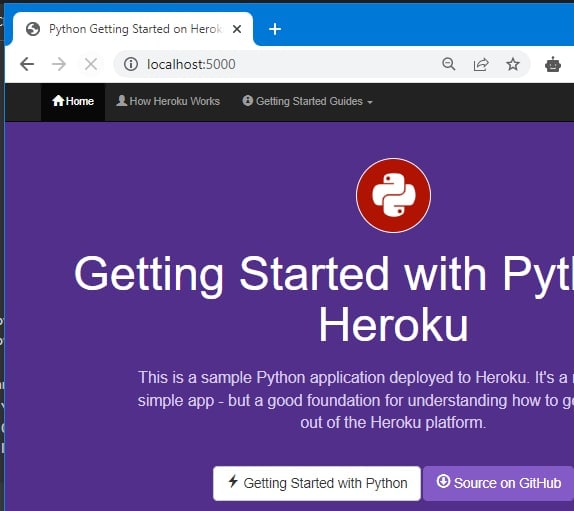 Python Getting Started on Herok
localhost:5000
Home How Heroku Works Getting Started Guides
Getting Started with Pyt
Heroku
This is a sample Python application deployed to Heroku. It's a
simple app - but a good foundation for understanding how to g
out of the Heroku platform.
Getting Started with Python Source on GitHub